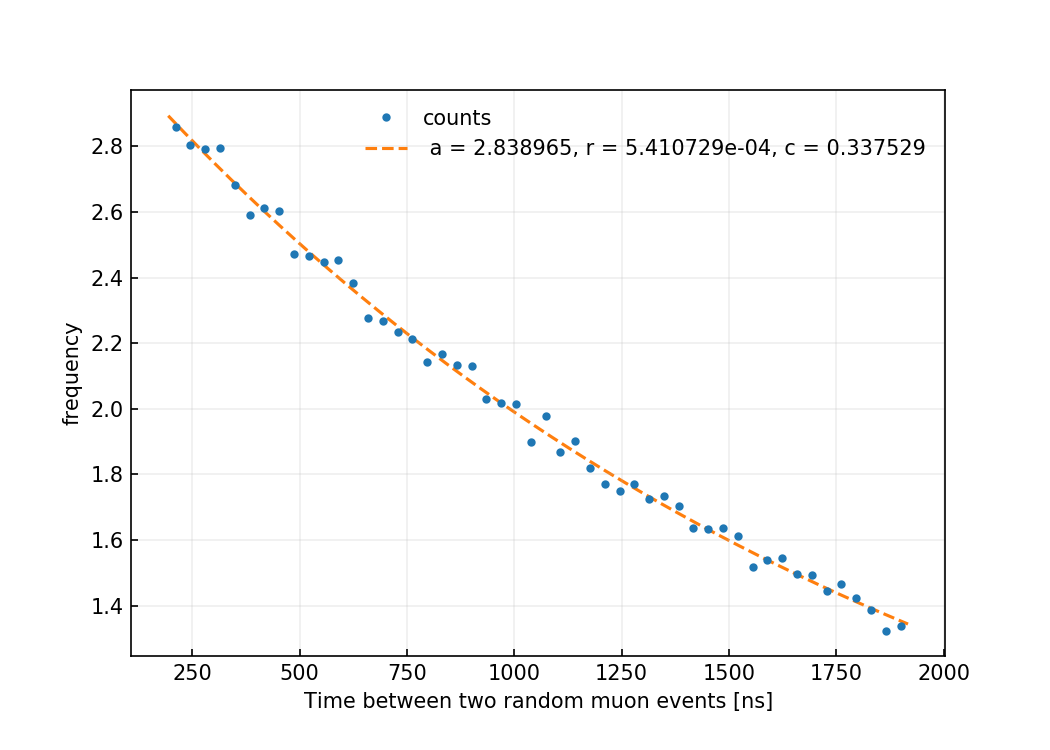 counts
a = 2.838965, r = 5.410729e-04, c = 0.337529
2.8
2.6
2.4
2.2
2.0
1.8
1.6
1.4
frequency
250 500 750 1000 1250 1500 1750 2000
Time between two random muon events [ns]